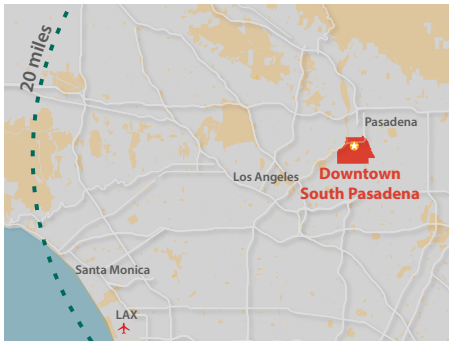 20 miles
Pasadena
Los Angeles
Downtown
South Pasadena
Santa Monica
LAX